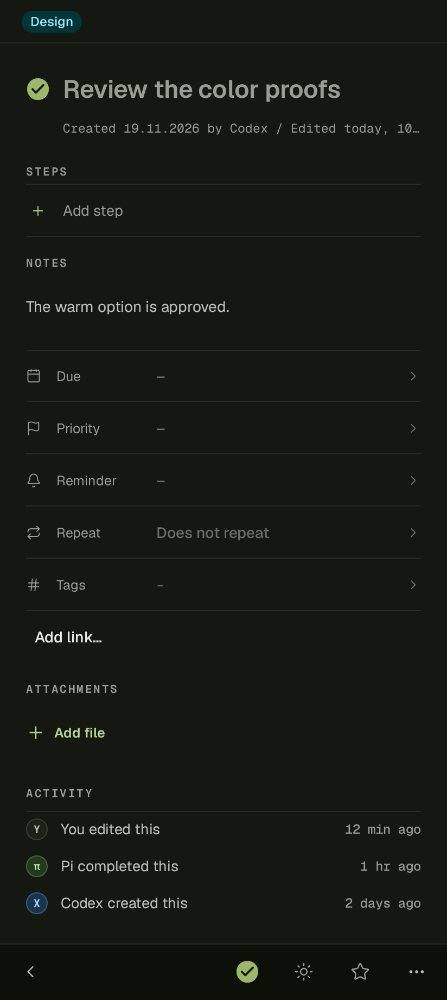 Design
Review the color proofs
Created 19.11.2026 by Codex / Edited today, 10…
STEPS
+ Add step
NOTES
The warm option is approved.
Due –
Priority –
Reminder –
Repeat Does not repeat
# Tags –
Add link…
ATTACHMENTS
+ Add file
ACTIVITY
Y You edited this 12 min ago
π Pi completed this 1 hr ago
X Codex created this 2 days ago